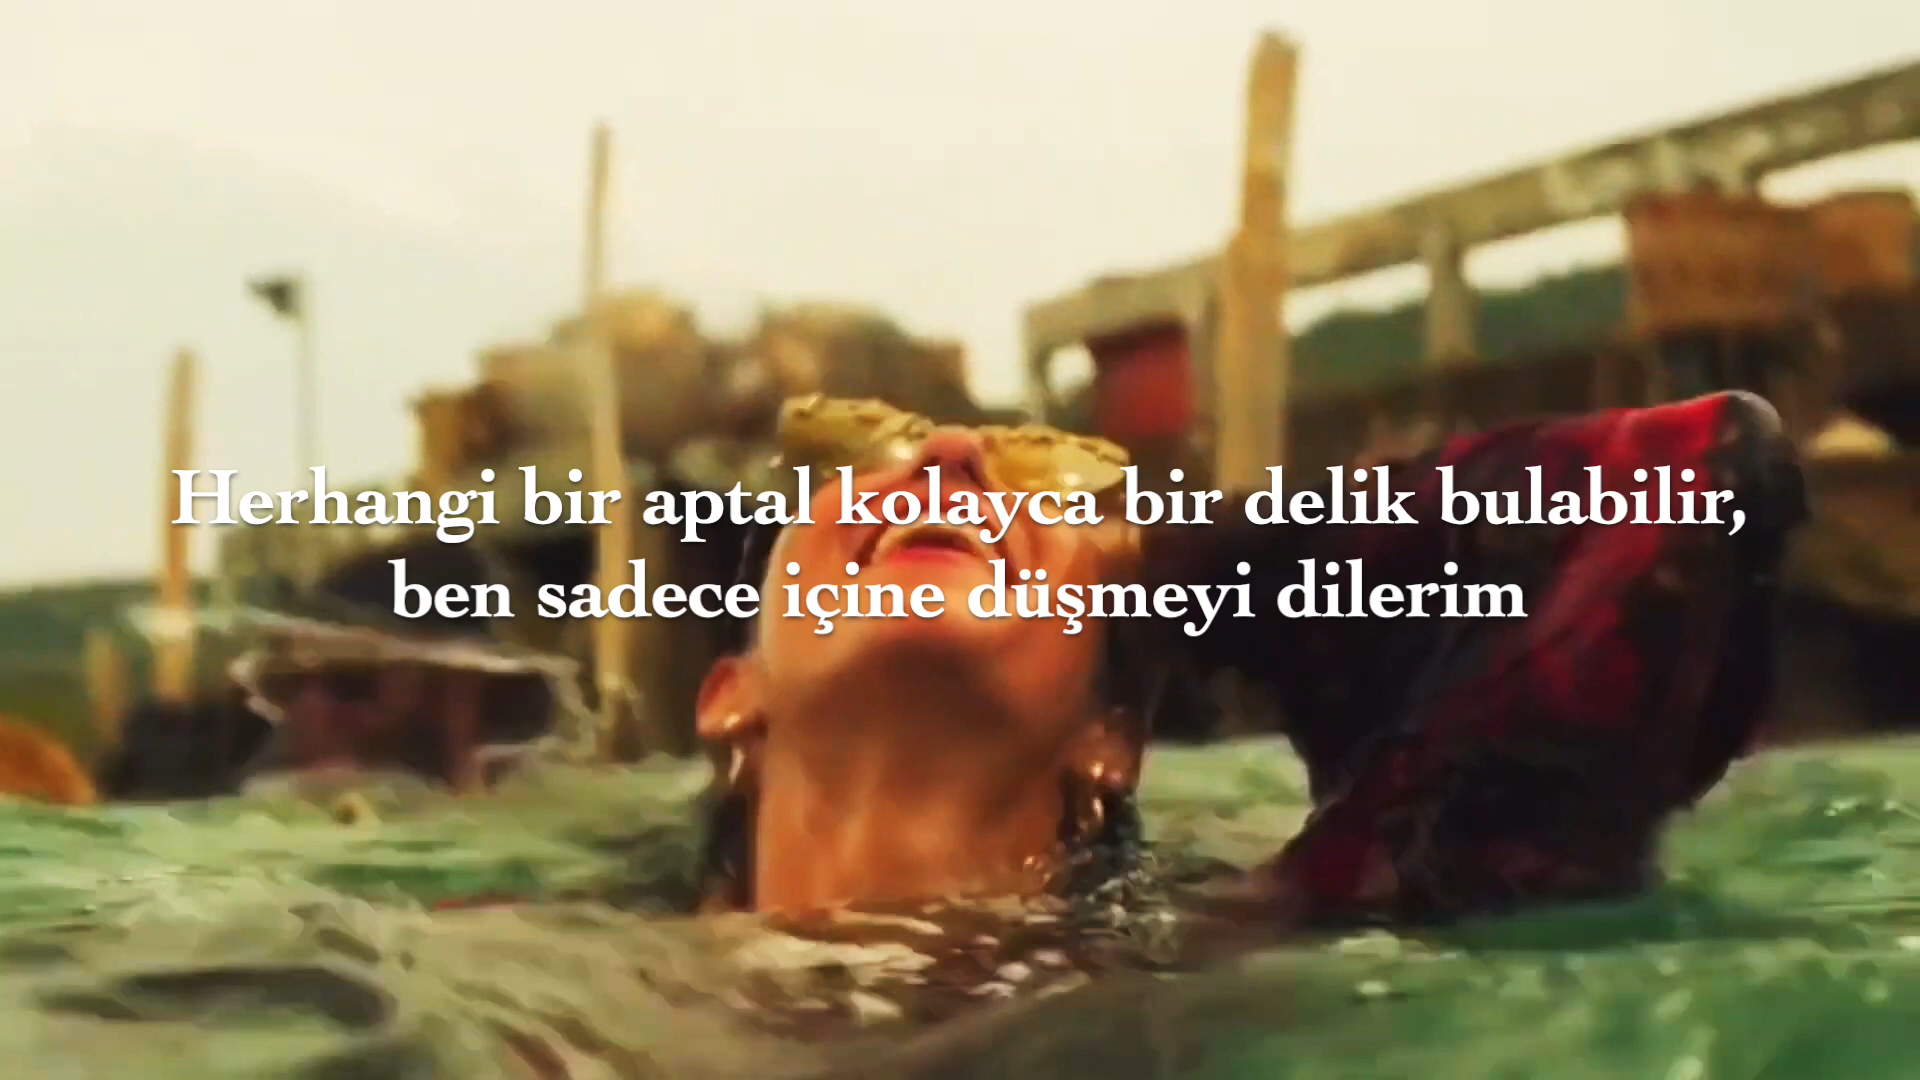 Herhangi bir aptal kolayca bir delik bulabilir,
ben sadece içine düşmeyi dilerim